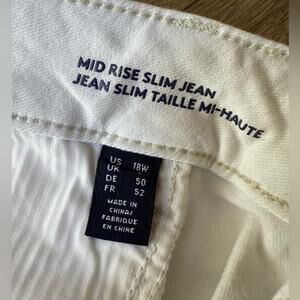 MID RISE SLIM JEAN
JEAN SLIM TAILLE MI-HAUTE
US 18W
UK
DE 50
FR 52
MADE IN
CHINA/
FABRIQUÉ
EN CHINE